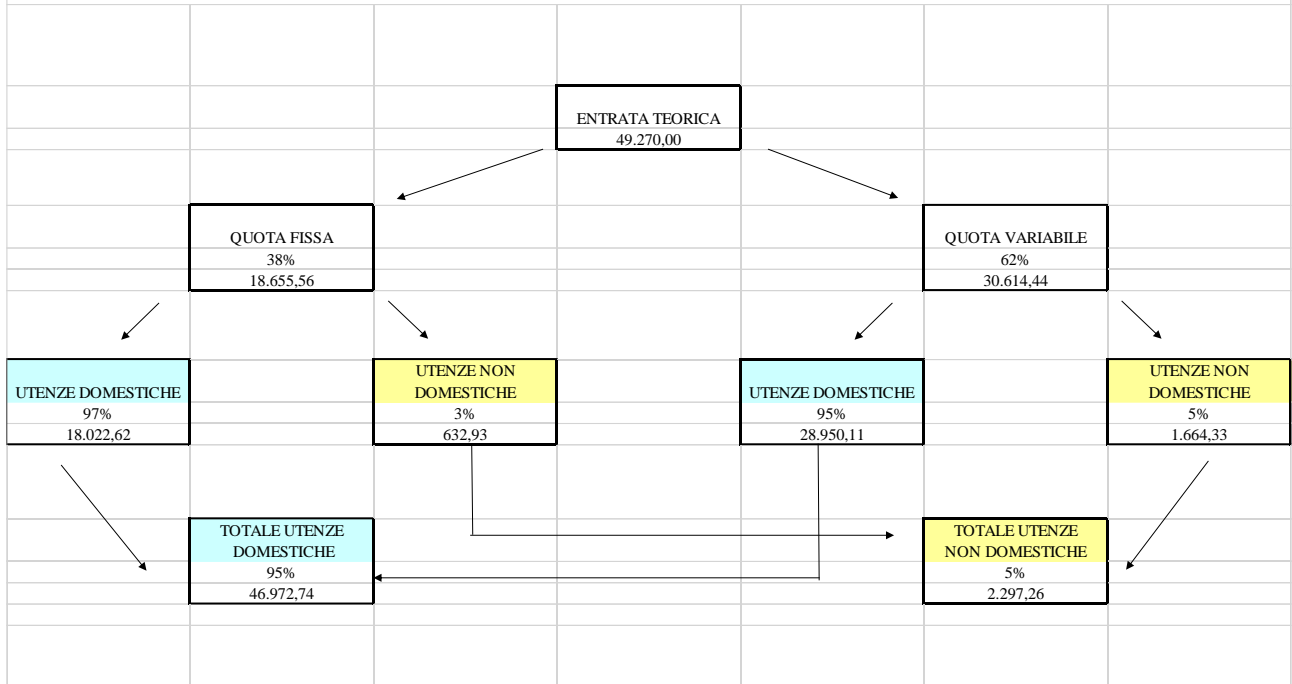 ENTRATA TEORICA
49.270,00
QUOTA FISSA
38%
18.655,56
QUOTA VARIABILE
62%
30.614,44
UTENZE DOMESTICHE
97%
18.022,62
UTENZE NON
DOMESTICHE
3%
632,93
UTENZE DOMESTICHE
95%
28.950,11
UTENZE NON
DOMESTICHE
5%
1.664,33
TOTALE UTENZE
DOMESTICHE
95%
46.972,74
TOTALE UTENZE
NON DOMESTICHE
5%
2.297,26